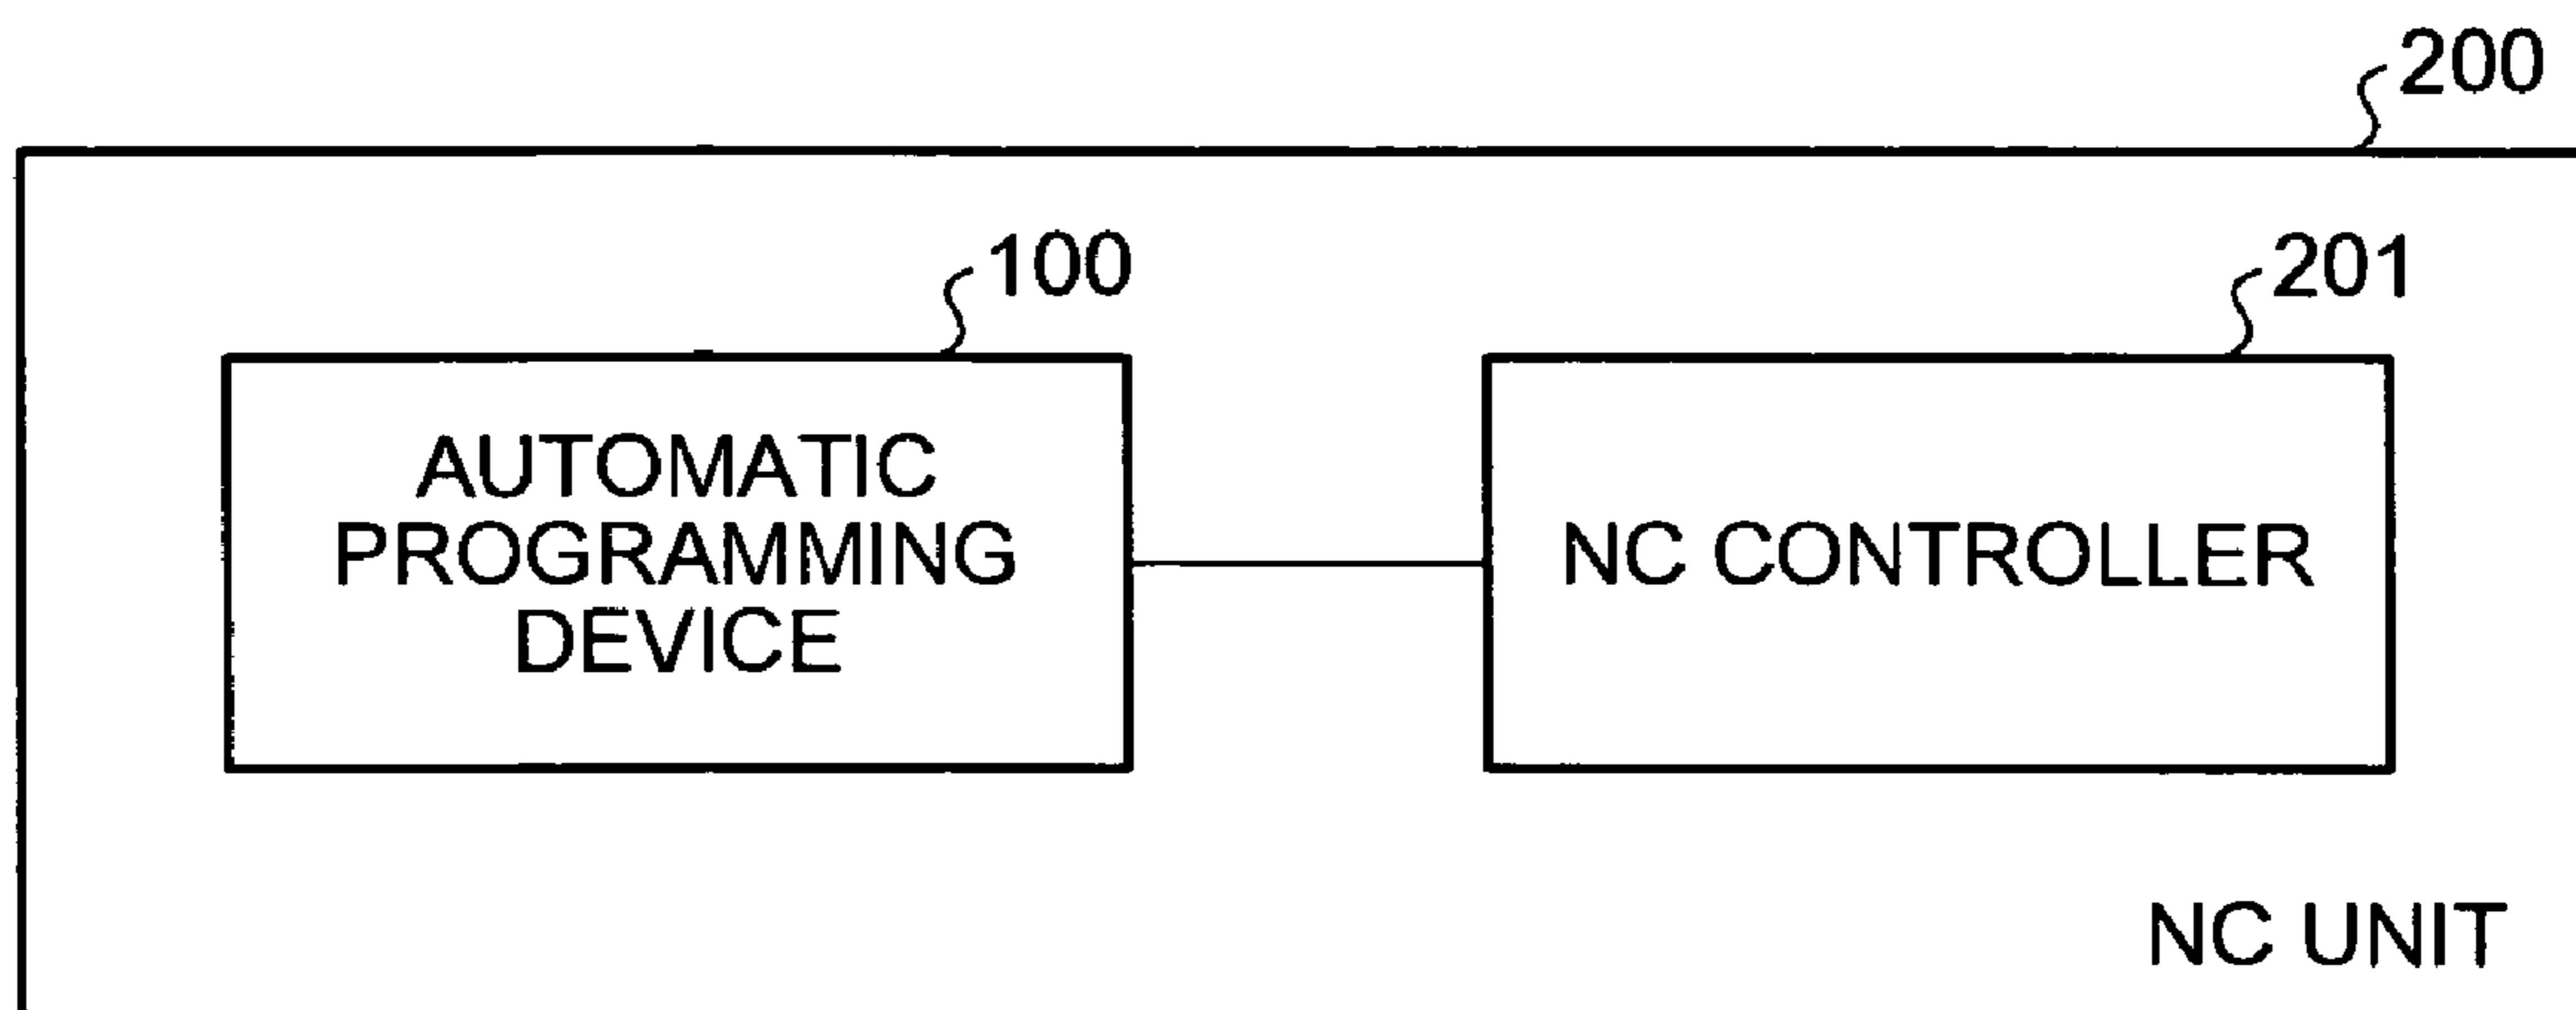 200
100
201
AUTOMATIC
PROGRAMMING
DEVICE
NC CONTROLLER
NC UNIT